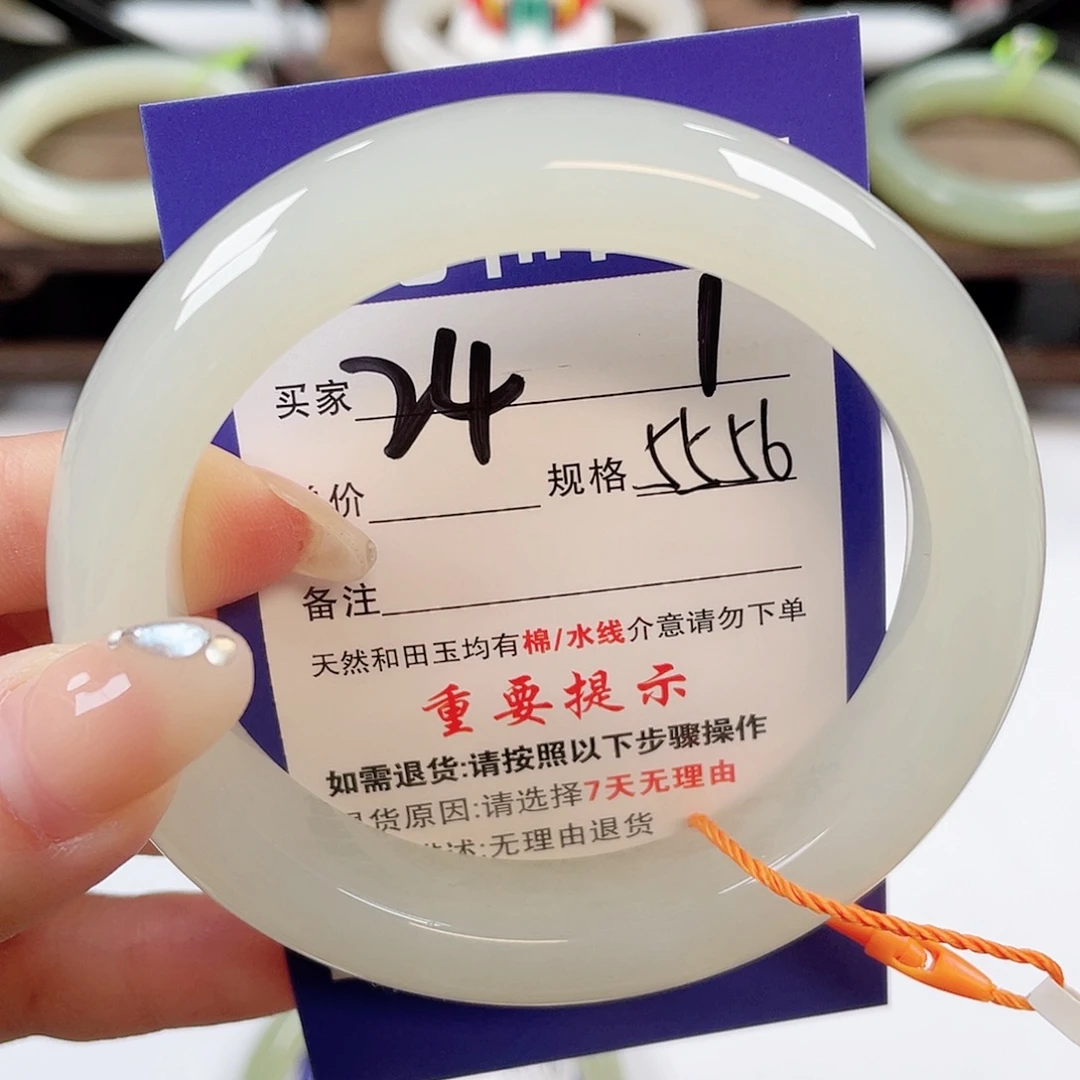 买家 24 1
价 规格 5556
备注
天然和田玉均有棉/水线介意请勿下单
重要提示
如需退货:请按照以下步骤操作
退货原因:请选择7天无理由
述:无理由退货